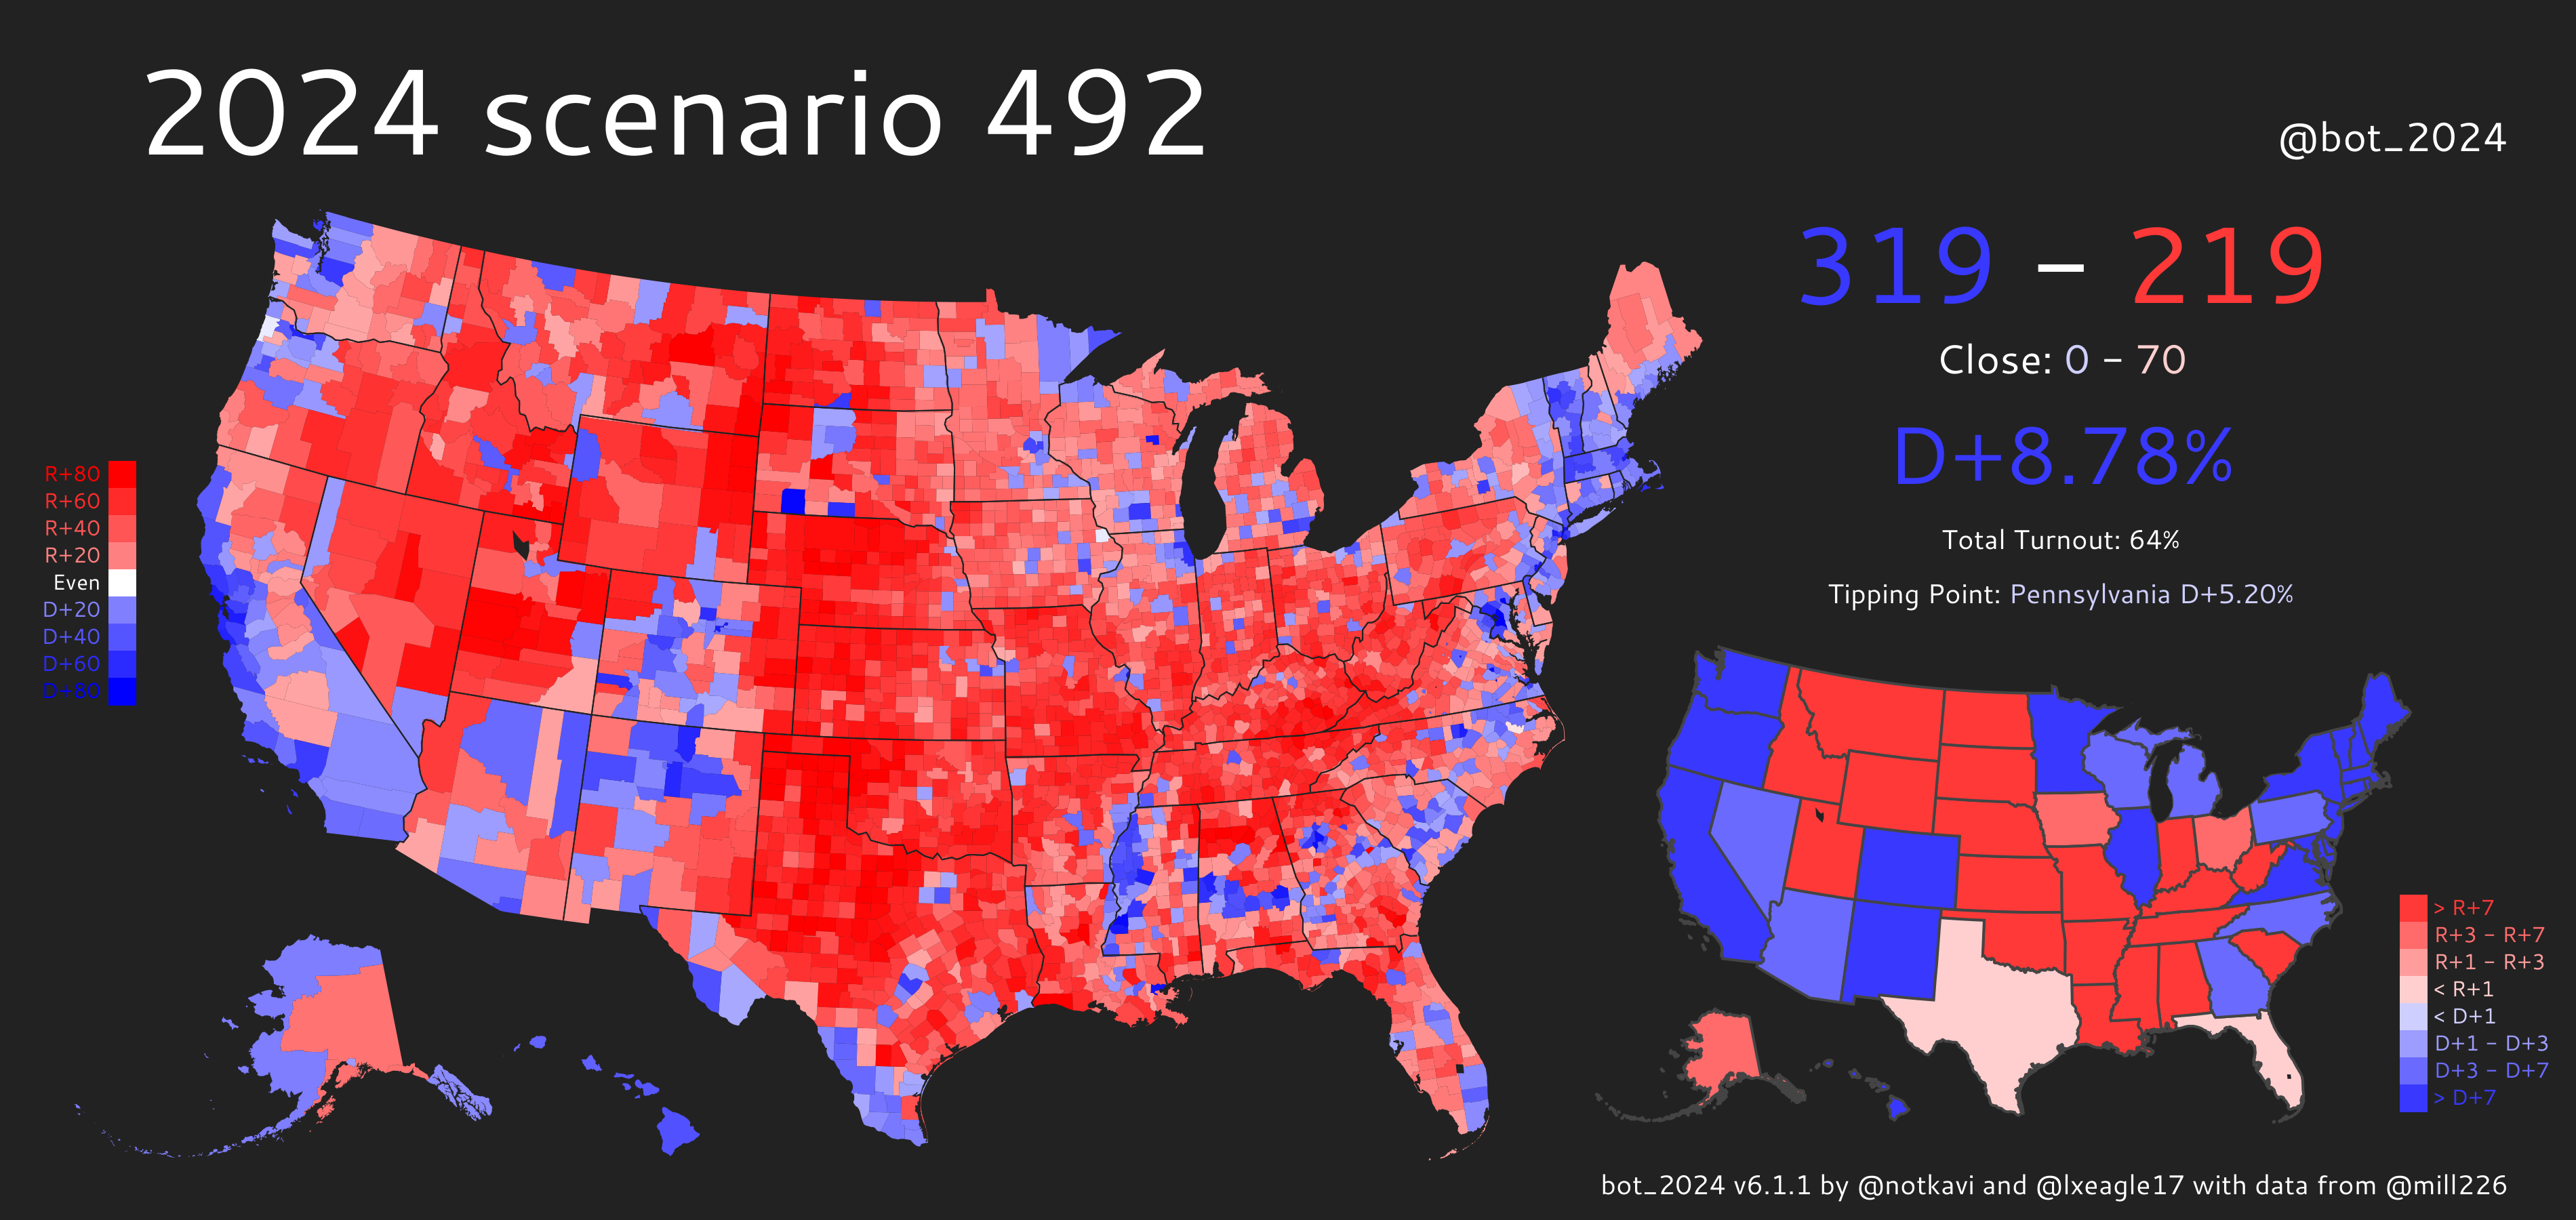 2024 scenario 492
@bot_2024
319 – 219
Close: 0 – 70
D+8.78%
Total Turnout: 64%
Tipping Point: Pennsylvania D+5.20%
R+80
R+60
R+40
R+20
Even
D+20
D+40
D+60
D+80
> R+7
R+3 – R+7
R+1 – R+3
< R+1
< D+1
D+1 – D+3
D+3 – D+7
> D+7
bot_2024 v6.1.1 by @notkavi and @lxeagle17 with data from @mill226